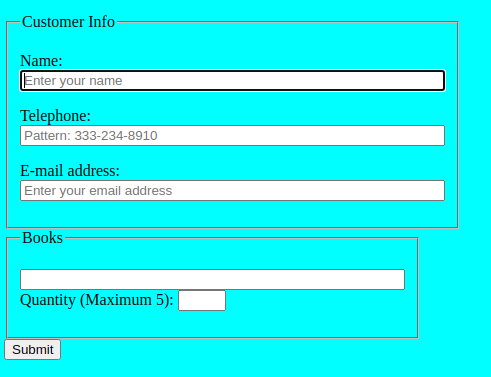 Customer Info
Name:
Enter your name
Telephone:
Pattern: 333-234-8910
E-mail address:
Enter your email address
Books
Quantity (Maximum 5):
Submit